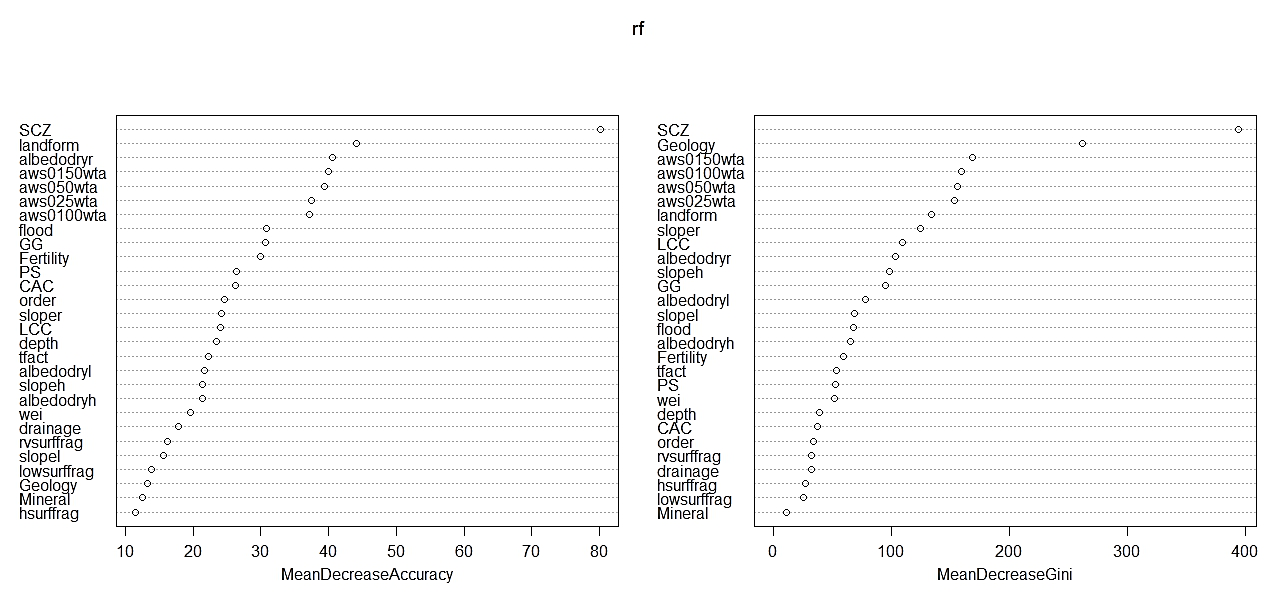 rf
SCZ
landform
albedodryr
aws0150wta
aws050wta
aws025wta
aws0100wta
flood
GG
Fertility
PS
CAC
order
sloper
LCC
depth
tfact
albedodryl
slopeh
albedodryh
wei
drainage
rvsurffrag
slopel
lowsurffrag
Geology
Mineral
hsurffrag
10 20 30 40 50 60 70 80
MeanDecreaseAccuracy
SCZ
Geology
aws0150wta
aws0100wta
aws050wta
aws025wta
landform
sloper
LCC
albedodryr
slopeh
GG
albedodryl
slopel
flood
albedodryh
Fertility
tfact
PS
wei
depth
CAC
order
rvsurffrag
drainage
hsurffrag
lowsurffrag
Mineral
0 100 200 300 400
MeanDecreaseGini